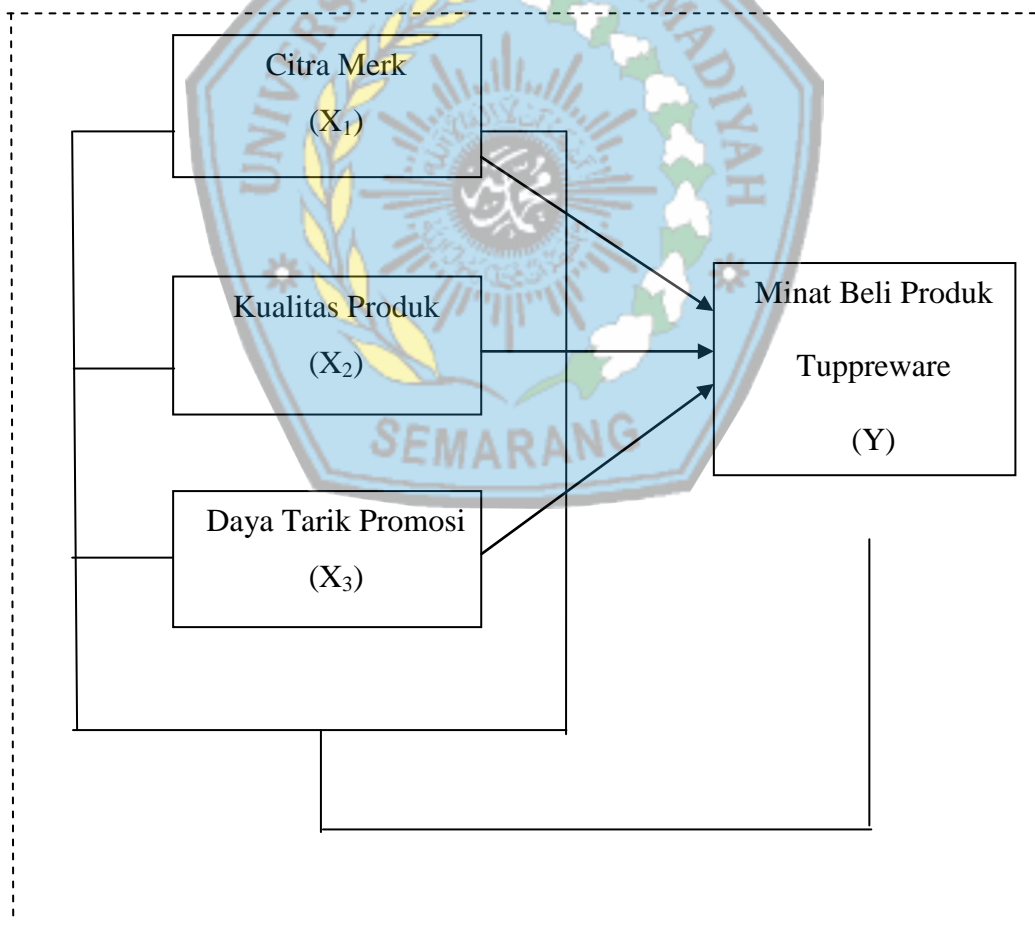 Citra Merk
(X₁)
Kualitas Produk
(X₂)
Daya Tarik Promosi
(X₃)
Minat Beli Produk
Tuppreware
(Y)
SEMARANG